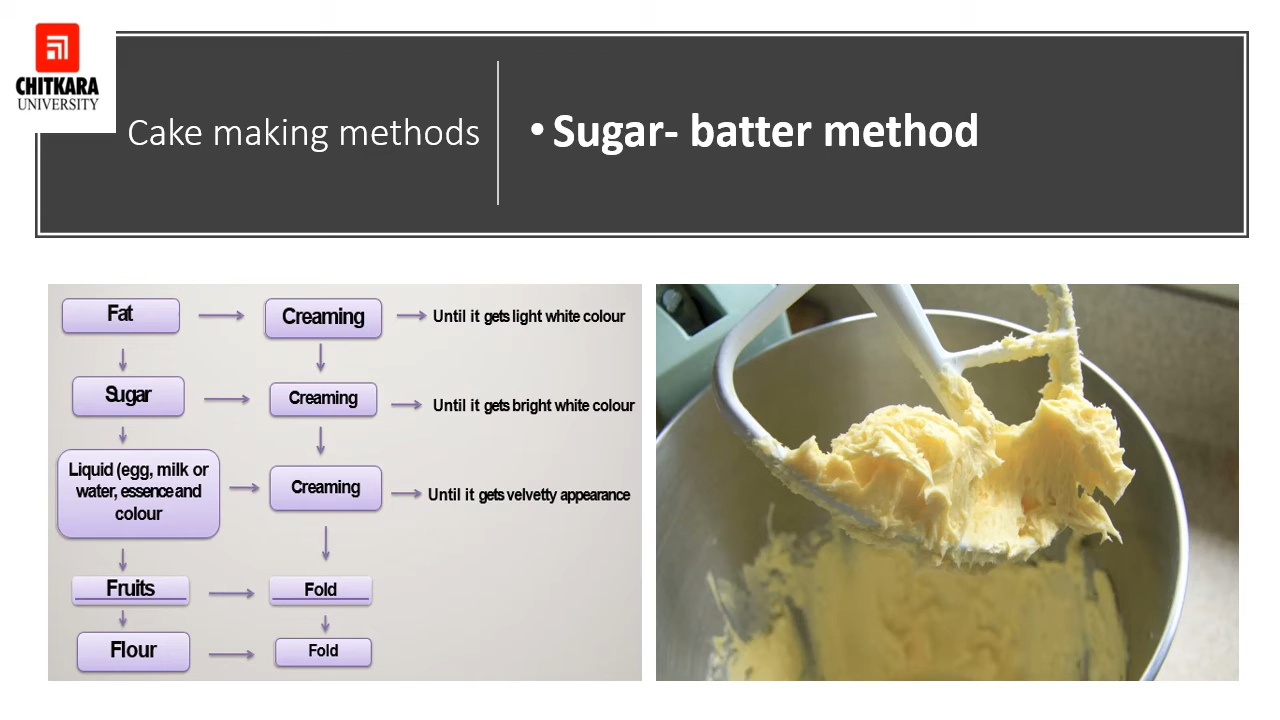 CHITKARA
UNIVERSITY
Cake making methods
• Sugar- batter method
Fat
Creaming
Until it gets light white colour
Sugar
Creaming
Until it gets bright white colour
Liquid (egg, milk or
water, essence and
colour
Creaming
Until it gets velvetty appearance
Fruits
Fold
Flour
Fold